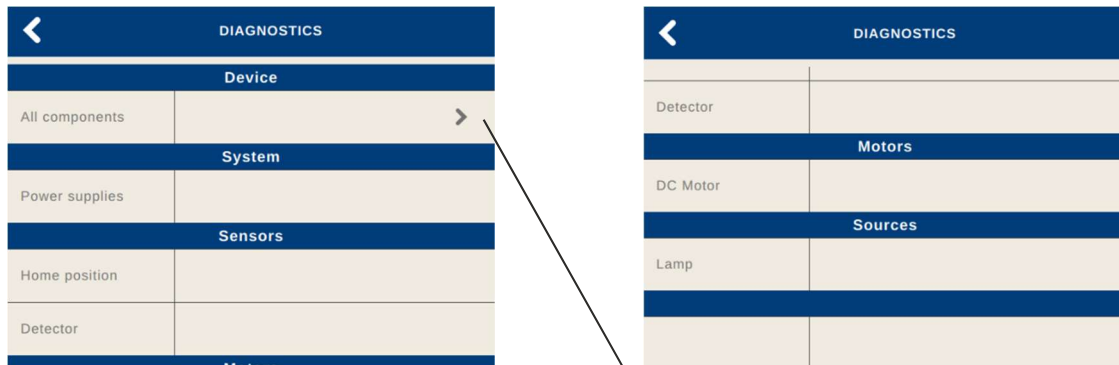 DIAGNOSTICS
Device
All components
System
Power supplies
Sensors
Home position
Detector
DIAGNOSTICS
Detector
Motors
DC Motor
Sources
Lamp